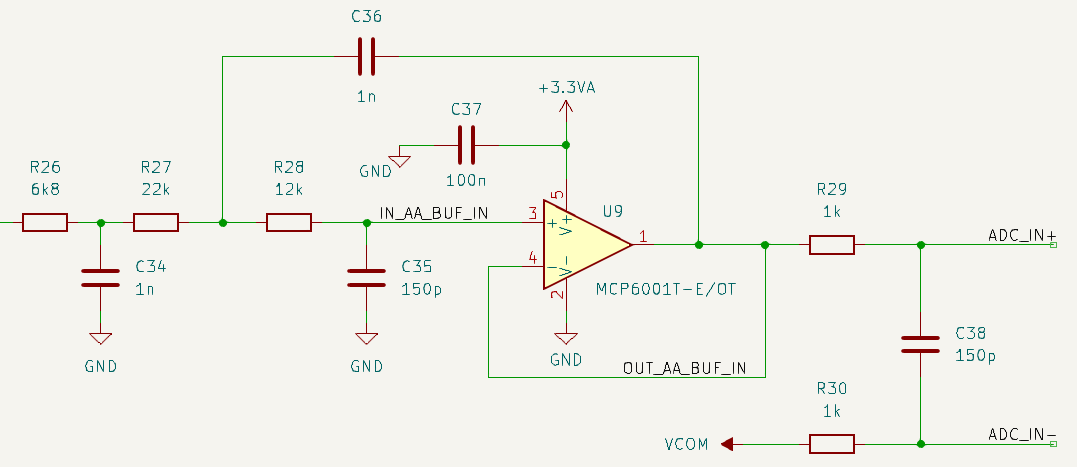 C36
1n
+3.3VA
C37
GND
100n
R26
6k8
R27
22k
R28
12k
IN_AA_BUF_IN
3
+
5
V+
U9
1
4
−
V-
2
MCP6001T-E/OT
C34
1n
GND
C35
150p
GND
GND
OUT_AA_BUF_IN
R29
1k
ADC_IN+
C38
150p
R30
1k
VCOM
ADC_IN-